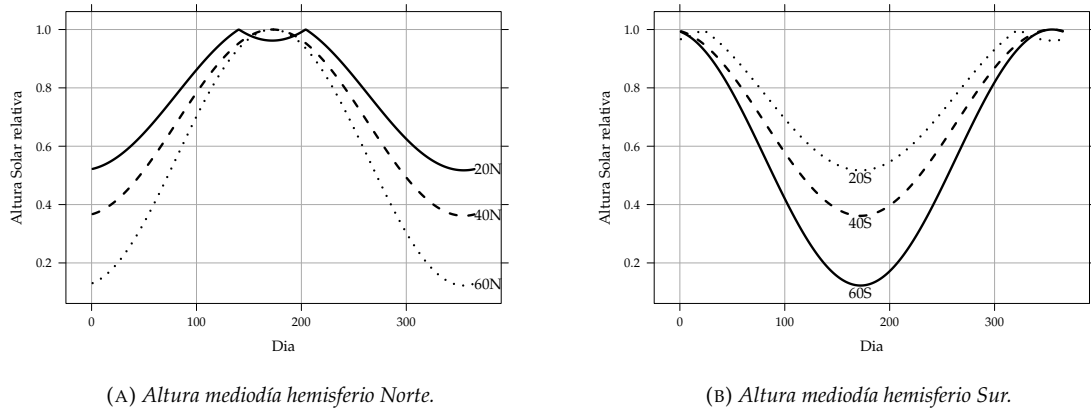 1.0
0.8
0.6
0.4
0.2
Altura Solar relativa
20N
40N
60N
0 100 200 300
Dia
(A) Altura mediodía hemisferio Norte.
1.0
0.8
0.6
0.4
0.2
Altura Solar relativa
20S
40S
60S
0 100 200 300
Dia
(B) Altura mediodía hemisferio Sur.